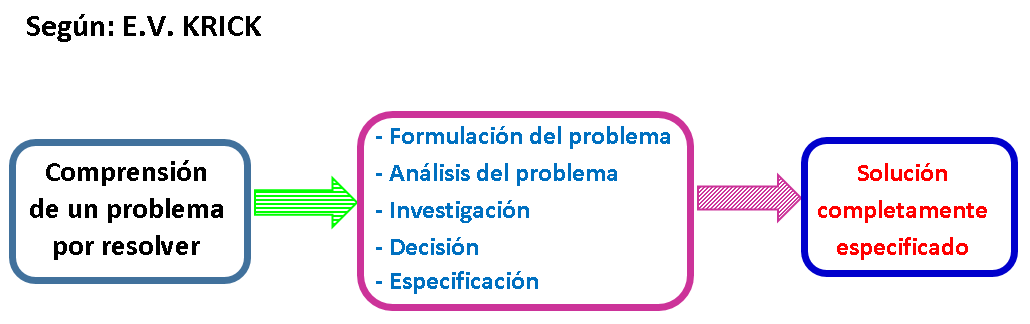 Según: E.V. KRICK
Comprensión
de un problema
por resolver
- Formulación del problema
- Análisis del problema
- Investigación
- Decisión
- Especificación
Solución
completamente
especificado